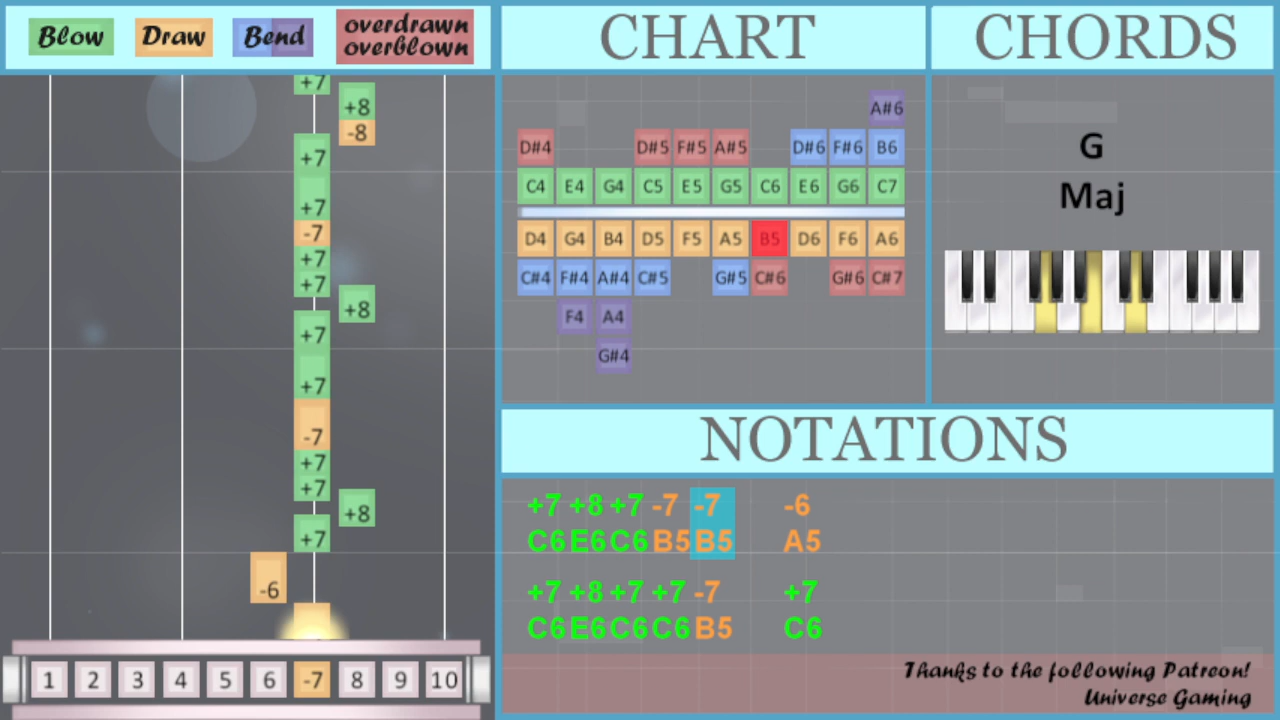 Blow Draw Bend overdrawn
overblown
CHART
CHORDS
+7
+8
-8
+7
+7
-7
+7
+7
+8
+7
+7
-7
+7
+7
+8
+7
-6
1 2 3 4 5 6 -7 8 9 10
A#6
D#4 D#5 F#5 A#5 D#6 F#6 B6
C4 E4 G4 C5 E5 G5 C6 E6 G6 C7
D4 G4 B4 D5 F5 A5 B5 D6 F6 A6
C#4 F#4 A#4 C#5 G#5 C#6 G#6 C#7
F4 A4
G#4
G
Maj
NOTATIONS
+7 +8 +7 -7 -7 -6
C6 E6 C6 B5 B5 A5
+7 +8 +7 +7 -7 +7
C6 E6 C6 C6 B5 C6
Thanks to the following Patreon!
Universe Gaming